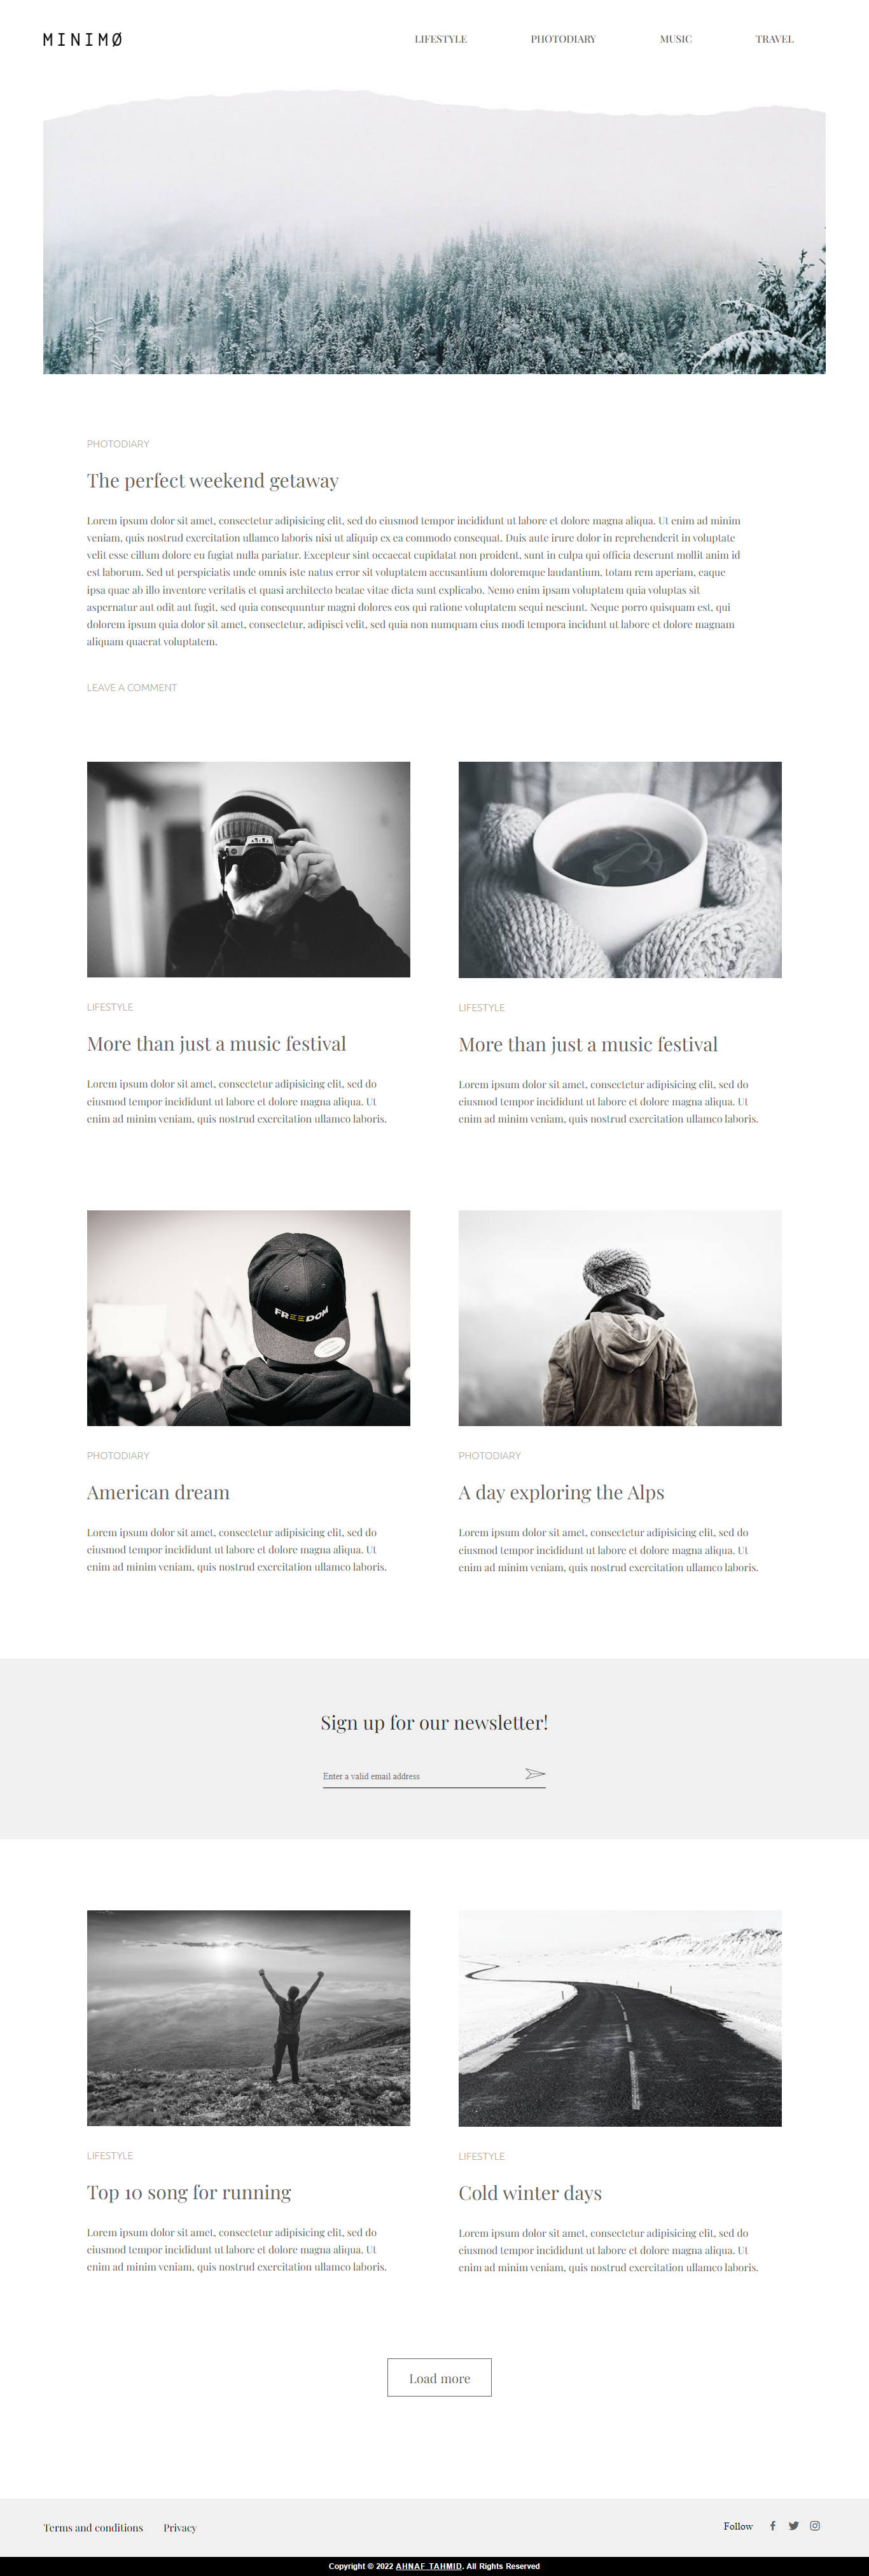 MINIMØ
LIFESTYLE PHOTODIARY MUSIC TRAVEL
PHOTODIARY
The perfect weekend getaway
Lorem ipsum dolor sit amet, consectetur adipisicing elit, sed do eiusmod tempor incididunt ut labore et dolore magna aliqua. Ut enim ad minim
veniam, quis nostrud exercitation ullamco laboris nisi ut aliquip ex ea commodo consequat. Duis aute irure dolor in reprehenderit in voluptate
velit esse cillum dolore eu fugiat nulla pariatur. Excepteur sint occaecat cupidatat non proident, sunt in culpa qui officia deserunt mollit anim id
est laborum. Sed ut perspiciatis unde omnis iste natus error sit voluptatem accusantium doloremque laudantium, totam rem aperiam, eaque
ipsa quae ab illo inventore veritatis et quasi architecto beatae vitae dicta sunt explicabo. Nemo enim ipsam voluptatem quia voluptas sit
aspernatur aut odit aut fugit, sed quia consequuntur magni dolores eos qui ratione voluptatem sequi nesciunt. Neque porro quisquam est, qui
dolorem ipsum quia dolor sit amet, consectetur, adipisci velit, sed quia non numquam eius modi tempora incidunt ut labore et dolore magnam
aliquam quaerat voluptatem.
LEAVE A COMMENT
LIFESTYLE
More than just a music festival
Lorem ipsum dolor sit amet, consectetur adipisicing elit, sed do
eiusmod tempor incididunt ut labore et dolore magna aliqua. Ut
enim ad minim veniam, quis nostrud exercitation ullamco laboris.
LIFESTYLE
More than just a music festival
Lorem ipsum dolor sit amet, consectetur adipisicing elit, sed do
eiusmod tempor incididunt ut labore et dolore magna aliqua. Ut
enim ad minim veniam, quis nostrud exercitation ullamco laboris.
FREEDOM
PHOTODIARY
American dream
Lorem ipsum dolor sit amet, consectetur adipisicing elit, sed do
eiusmod tempor incididunt ut labore et dolore magna aliqua. Ut
enim ad minim veniam, quis nostrud exercitation ullamco laboris.
PHOTODIARY
A day exploring the Alps
Lorem ipsum dolor sit amet, consectetur adipisicing elit, sed do
eiusmod tempor incididunt ut labore et dolore magna aliqua. Ut
enim ad minim veniam, quis nostrud exercitation ullamco laboris.
Sign up for our newsletter!
Enter a valid email address
LIFESTYLE
Top 10 song for running
Lorem ipsum dolor sit amet, consectetur adipisicing elit, sed do
eiusmod tempor incididunt ut labore et dolore magna aliqua. Ut
enim ad minim veniam, quis nostrud exercitation ullamco laboris.
LIFESTYLE
Cold winter days
Lorem ipsum dolor sit amet, consectetur adipisicing elit, sed do
eiusmod tempor incididunt ut labore et dolore magna aliqua. Ut
enim ad minim veniam, quis nostrud exercitation ullamco laboris.
Load more
Terms and conditions Privacy Follow
Copyright © 2022 AHNAF TAHMID. All Rights Reserved